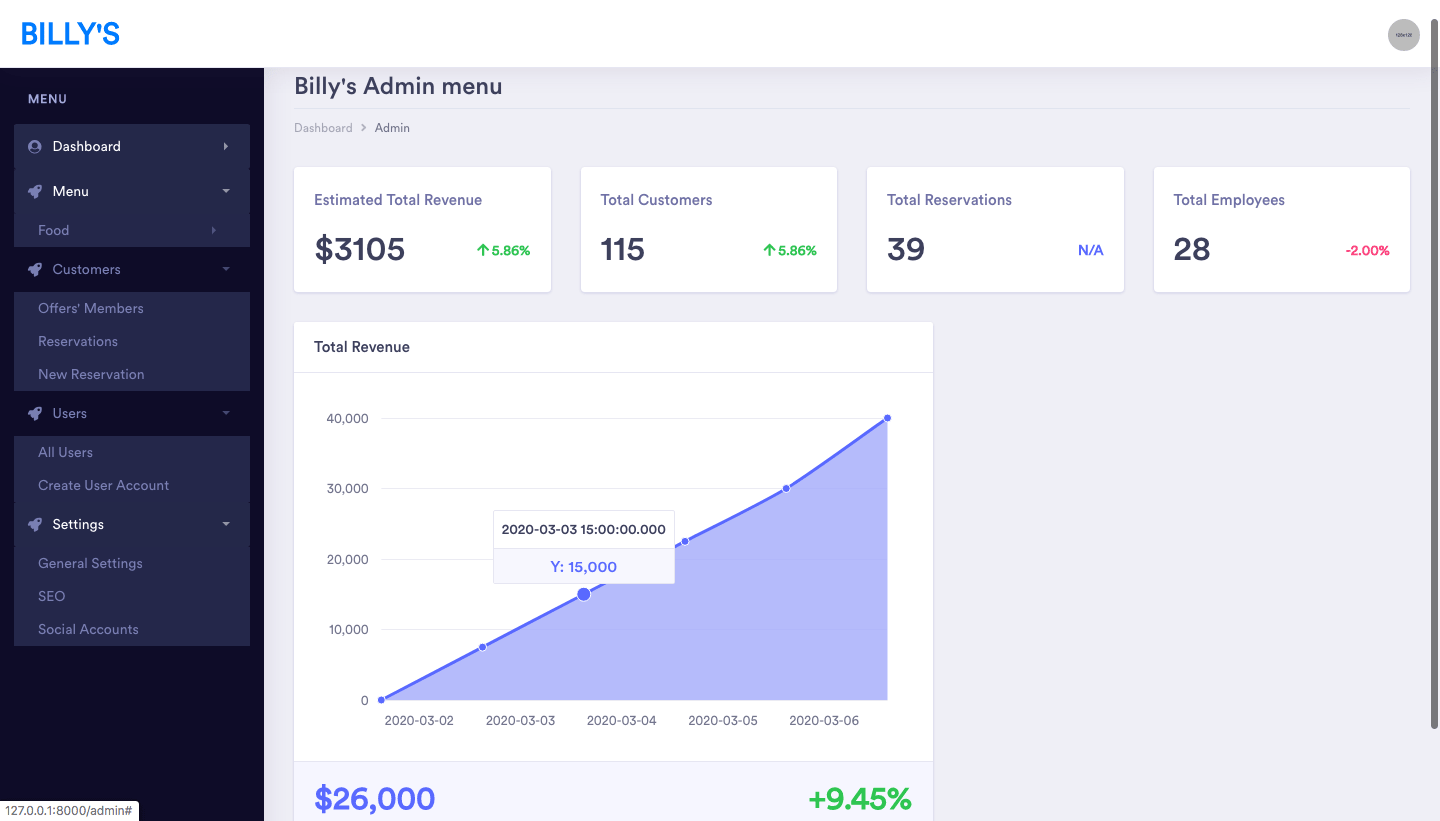 BILLY'S
MENU
Dashboard
Menu
Food
Customers
Offers' Members
Reservations
New Reservation
Users
All Users
Create User Account
Settings
General Settings
SEO
Social Accounts
Billy's Admin menu
Dashboard Admin
Estimated Total Revenue
$3105 5.86%
Total Customers
115 5.86%
Total Reservations
39 N/A
Total Employees
28 -2.00%
Total Revenue
40,000
30,000
20,000
10,000
0
2020-03-03 15:00:00.000
Y: 15,000
2020-03-02 2020-03-03 2020-03-04 2020-03-05 2020-03-06
$26,000 +9.45%
127.0.0.1:8000/admin#